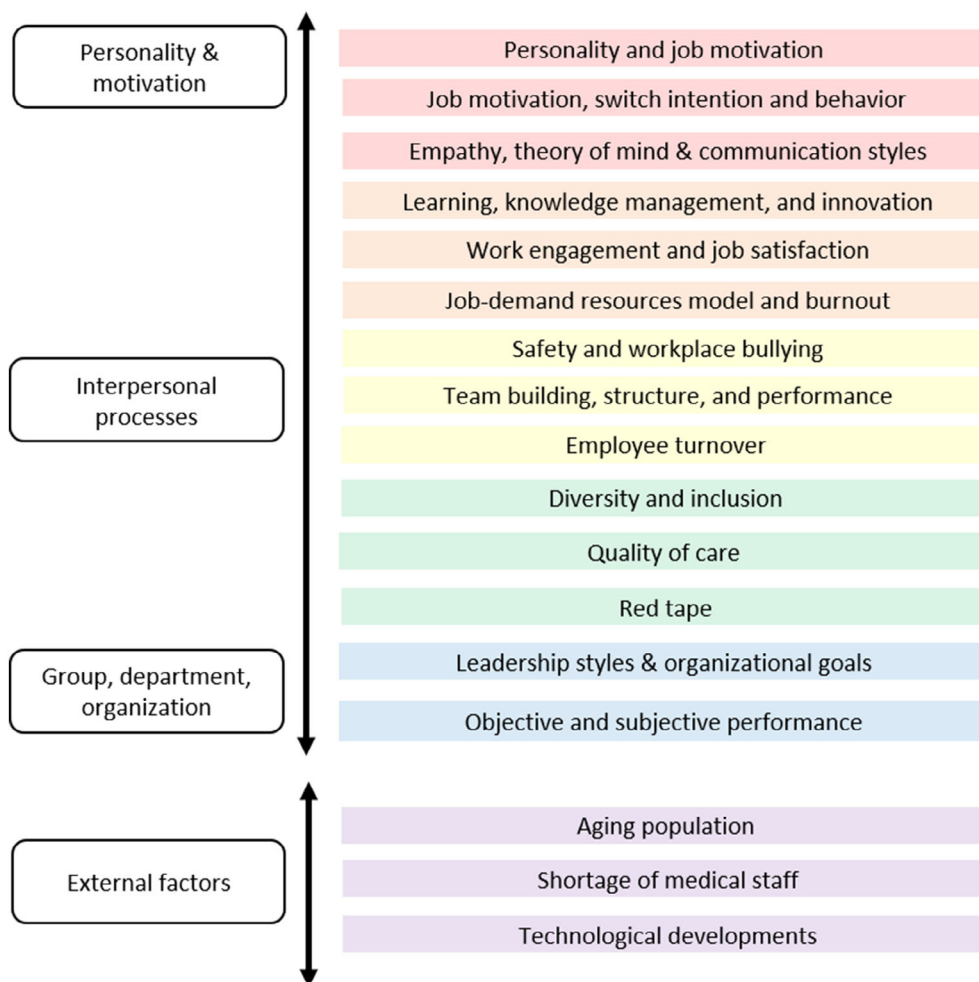 Personality &
motivation
Personality and job motivation
Job motivation, switch intention and behavior
Empathy, theory of mind & communication styles
Learning, knowledge management, and innovation
Work engagement and job satisfaction
Job-demand resources model and burnout
Safety and workplace bullying
Interpersonal
processes
Team building, structure, and performance
Employee turnover
Diversity and inclusion
Quality of care
Red tape
Group, department,
organization
Leadership styles & organizational goals
Objective and subjective performance
External factors
Aging population
Shortage of medical staff
Technological developments